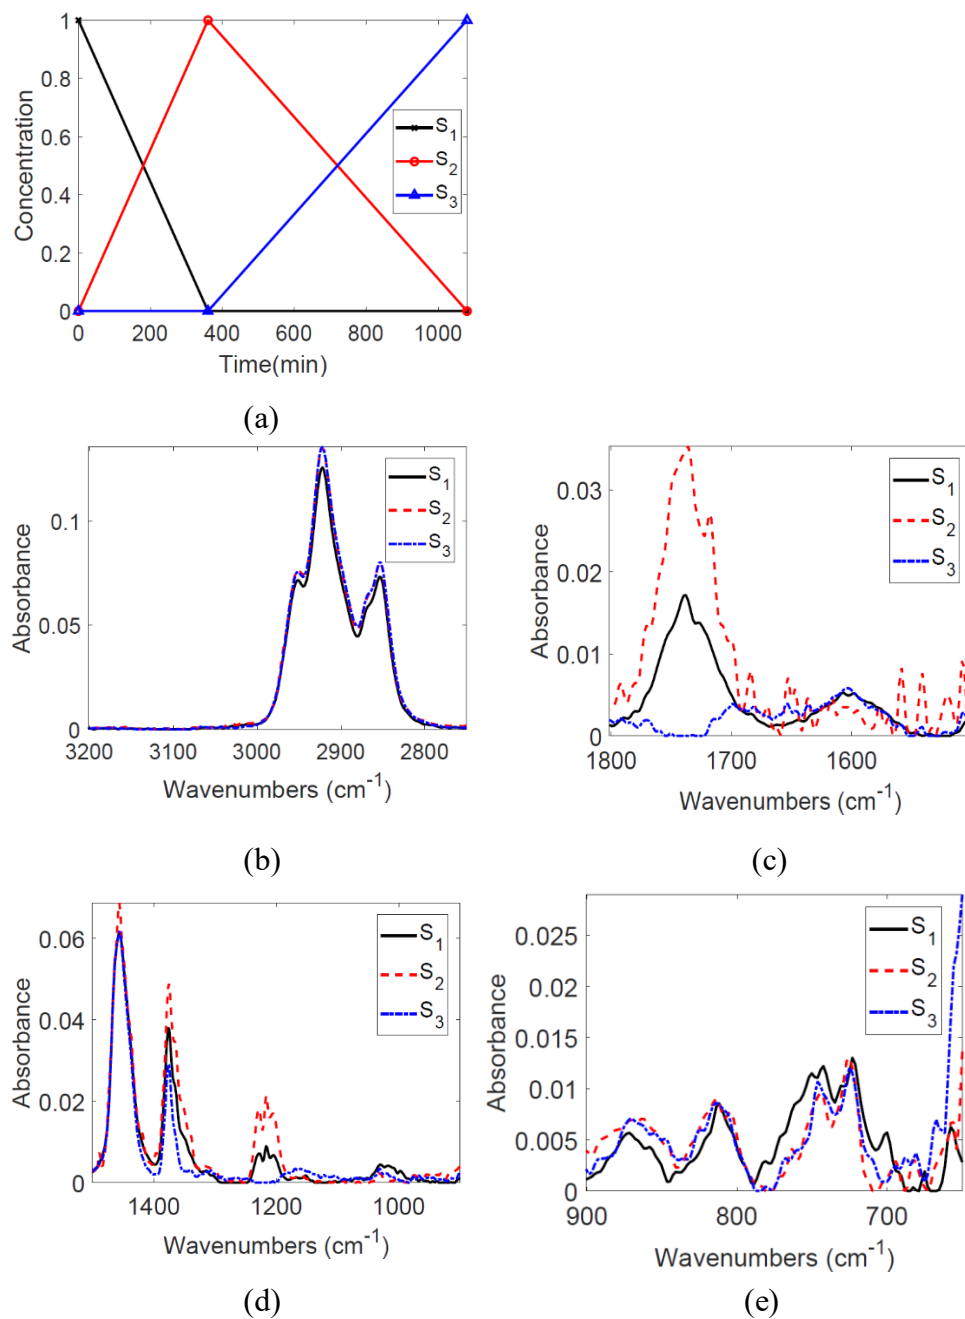 1
0.8
0.6
0.4
0.2
0
Concentration
S1
S2
S3
0 200 400 600 800 1000
Time(min)
(a)
0.1
0.05
0
Absorbance
S1
S2
S3
3200 3100 3000 2900 2800
Wavenumbers (cm-1)
(b)
0.03
0.02
0.01
0
Absorbance
S1
S2
S3
1800 1700 1600
Wavenumbers (cm-1)
(c)
0.06
0.04
0.02
0
Absorbance
S1
S2
S3
1400 1200 1000
Wavenumbers (cm-1)
(d)
0.025
0.02
0.015
0.01
0.005
0
Absorbance
S1
S2
S3
900 800 700
Wavenumbers (cm-1)
(e)